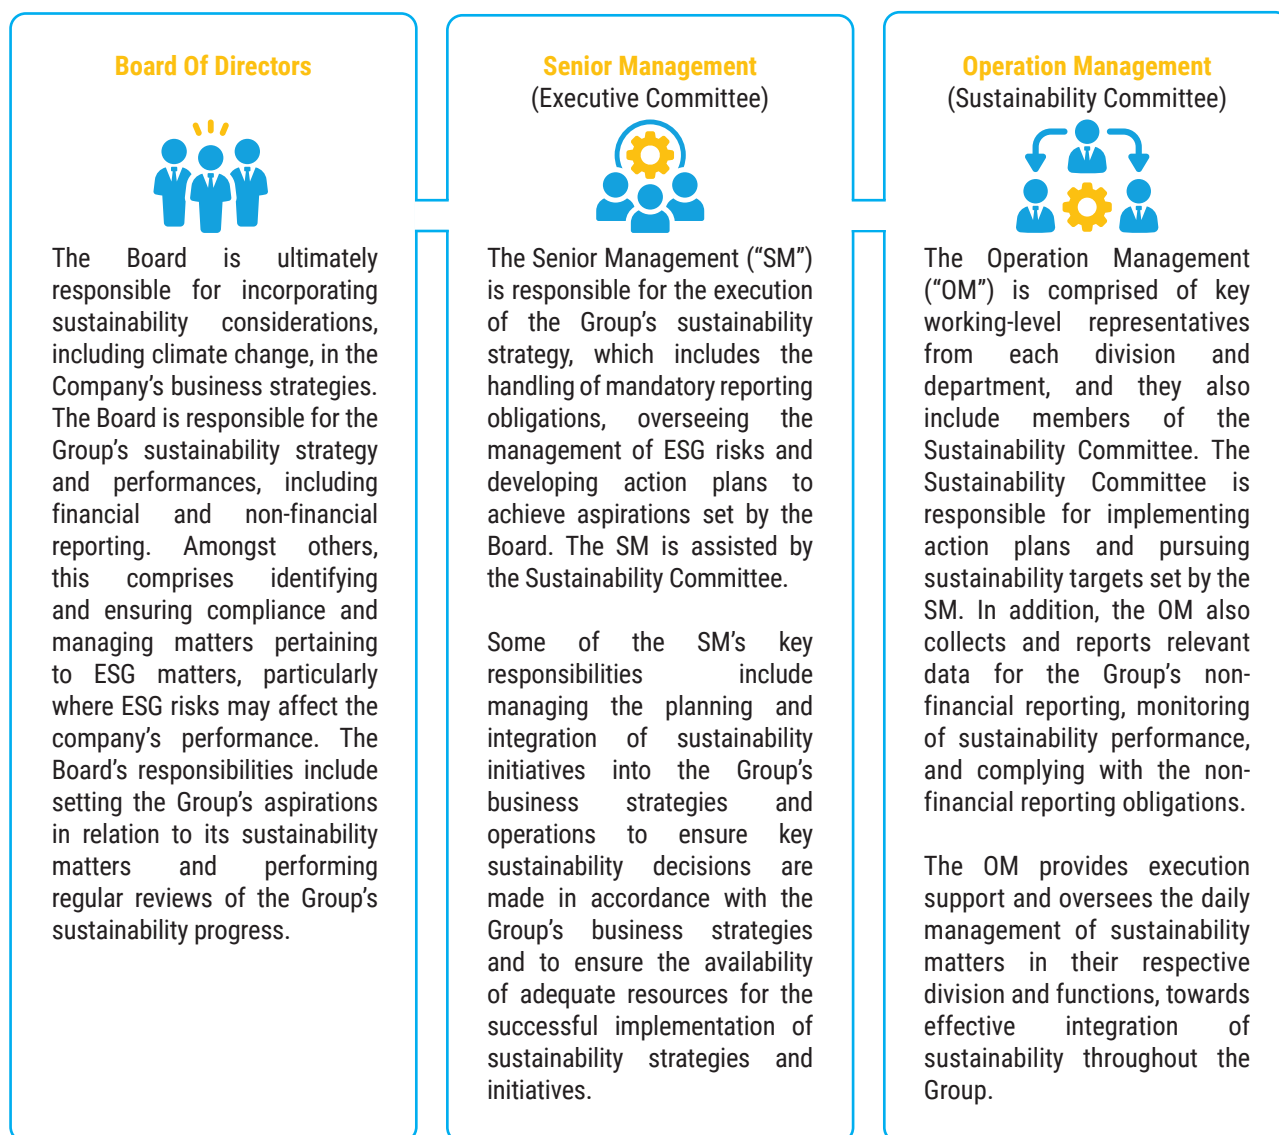 Board Of Directors
The Board is ultimately
responsible for incorporating
sustainability considerations,
including climate change, in the
Company’s business strategies.
The Board is responsible for the
Group’s sustainability strategy
and performances, including
financial and non-financial
reporting. Amongst others,
this comprises identifying
and ensuring compliance and
managing matters pertaining
to ESG matters, particularly
where ESG risks may affect the
company’s performance. The
Board’s responsibilities include
setting the Group’s aspirations
in relation to its sustainability
matters and performing
regular reviews of the Group’s
sustainability progress.
Senior Management
(Executive Committee)
The Senior Management (“SM”)
is responsible for the execution
of the Group’s sustainability
strategy, which includes the
handling of mandatory reporting
obligations, overseeing the
management of ESG risks and
developing action plans to
achieve aspirations set by the
Board. The SM is assisted by
the Sustainability Committee.
Some of the SM’s key
responsibilities include
managing the planning and
integration of sustainability
initiatives into the Group’s
business strategies and
operations to ensure key
sustainability decisions are
made in accordance with the
Group’s business strategies
and to ensure the availability
of adequate resources for the
successful implementation of
sustainability strategies and
initiatives.
Operation Management
(Sustainability Committee)
The Operation Management
(“OM”) is comprised of key
working-level representatives
from each division and
department, and they also
include members of the
Sustainability Committee. The
Sustainability Committee is
responsible for implementing
action plans and pursuing
sustainability targets set by the
SM. In addition, the OM also
collects and reports relevant
data for the Group’s non-
financial reporting, monitoring
of sustainability performance,
and complying with the non-
financial reporting obligations.
The OM provides execution
support and oversees the daily
management of sustainability
matters in their respective
division and functions, towards
effective integration of
sustainability throughout the
Group.